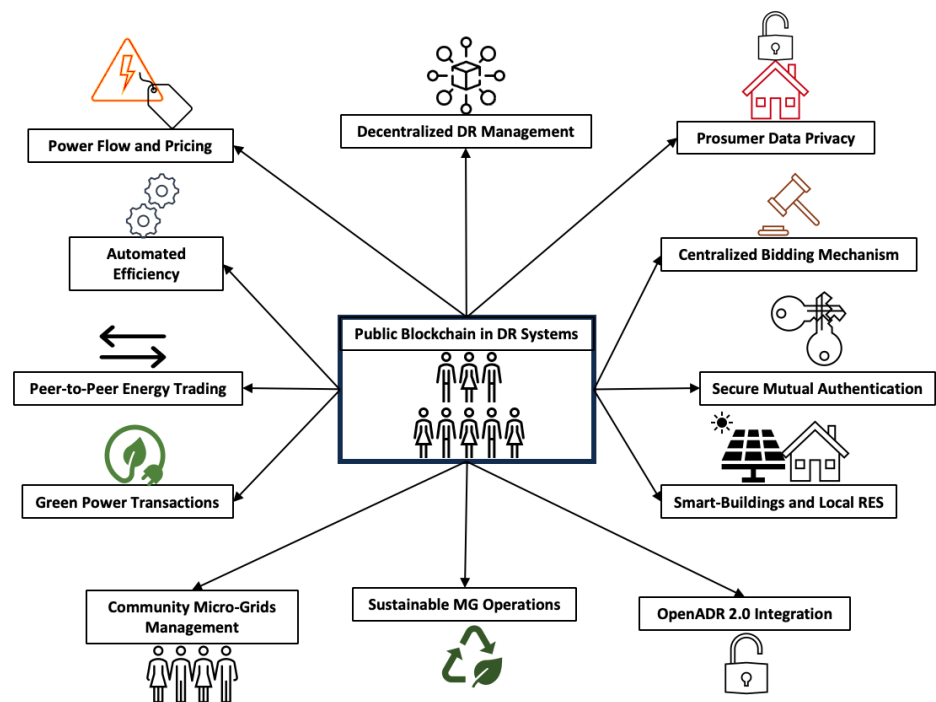 Power Flow and Pricing
Decentralized DR Management
Prosumer Data Privacy
Automated
Efficiency
Centralized Bidding Mechanism
Public Blockchain in DR Systems
Peer-to-Peer Energy Trading
Secure Mutual Authentication
Green Power Transactions
Smart-Buildings and Local RES
Community Micro-Grids
Management
Sustainable MG Operations
OpenADR 2.0 Integration